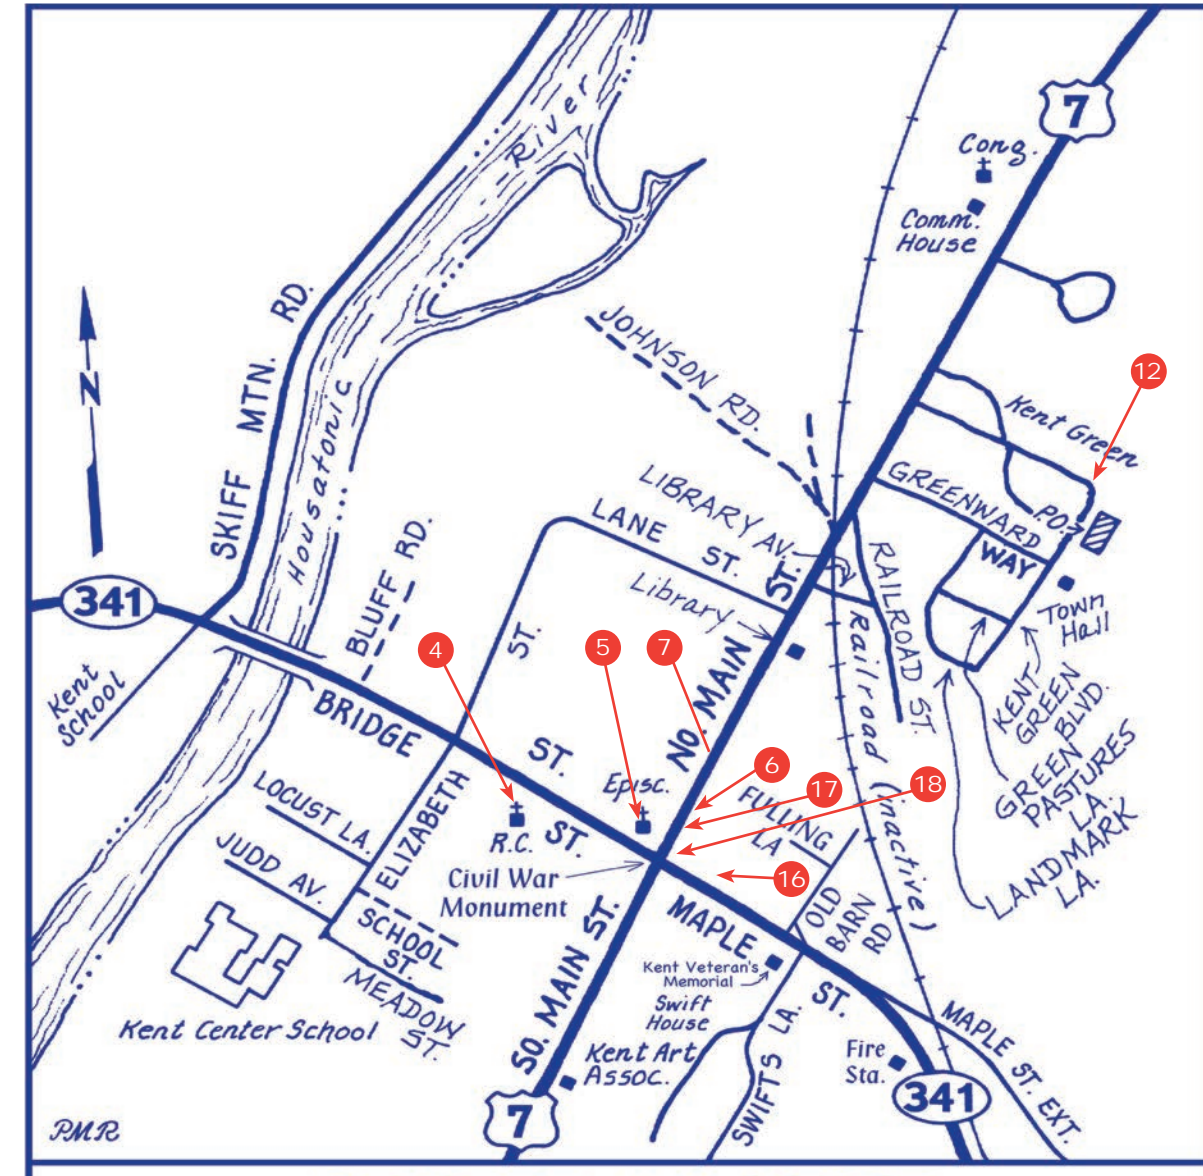 7
Cong.
Comm.
House
River
SKIFF MTN. RD.
N
Housatonic
JOHNSON RD.
12
Kent Green
GREENWARD
WAY
P.O.
LIBRARY AV.
LANE ST.
Library
RAILROAD ST.
Railroad (inactive)
Town
Hall
KENT
GREEN
BLVD.
GREEN
PASTURES
LA.
LANDMARK
LA.
341
Kent
School
BLUFF RD.
BRIDGE ST.
ST.
4
5
7
NO. MAIN ST.
6
17
18
16
Episc.
R.C.
Civil War
Monument
FULLING
LA
OLD
BARN
RD
LOCUST LA.
JUDD AV.
ELIZABETH ST.
SCHOOL
ST.
MEADOW
ST.
Kent Center School
SO. MAIN ST.
MAPLE ST.
Kent Veteran's
Memorial
Swift
House
Kent Art
Assoc.
SWIFTS LA.
Fire
Sta.
MAPLE ST. EXT.
341
7
PMR